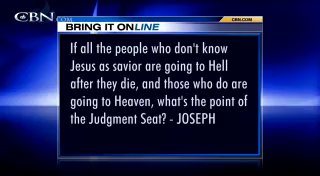 CBN.com
CBN.COM
BRING IT ONLINE
If all the people who don't know
Jesus as savior are going to Hell
after they die, and those who do are
going to Heaven, what's the point of
the Judgment Seat? - JOSEPH